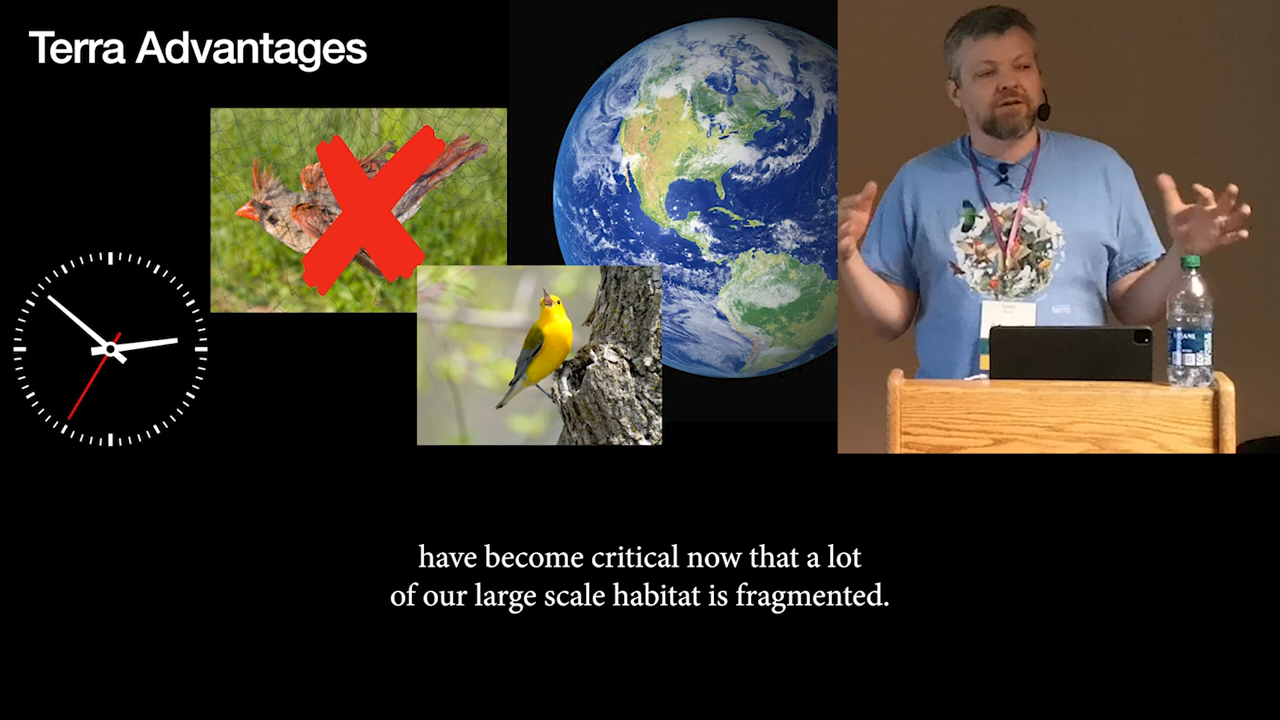 Terra Advantages
have become critical now that a lot
of our large scale habitat is fragmented.